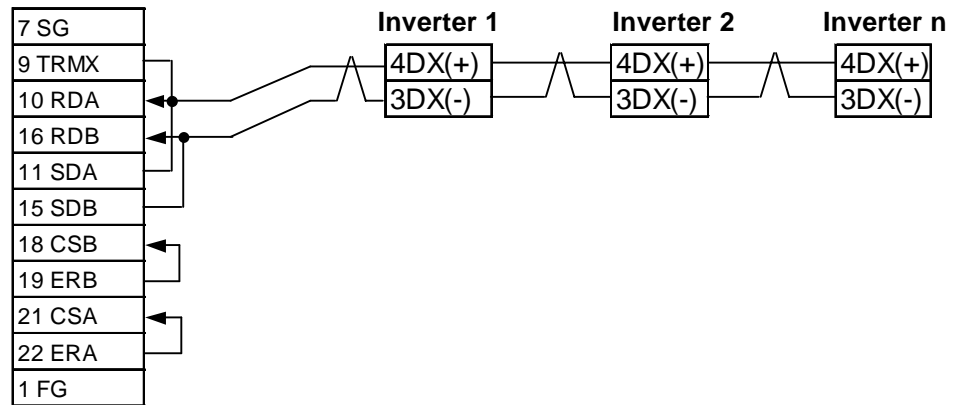 7 SG
9 TRMX
10 RDA
16 RDB
11 SDA
15 SDB
18 CSB
19 ERB
21 CSA
22 ERA
1 FG
Inverter 1
4DX(+)
3DX(-)
Inverter 2
4DX(+)
3DX(-)
Inverter n
4DX(+)
3DX(-)